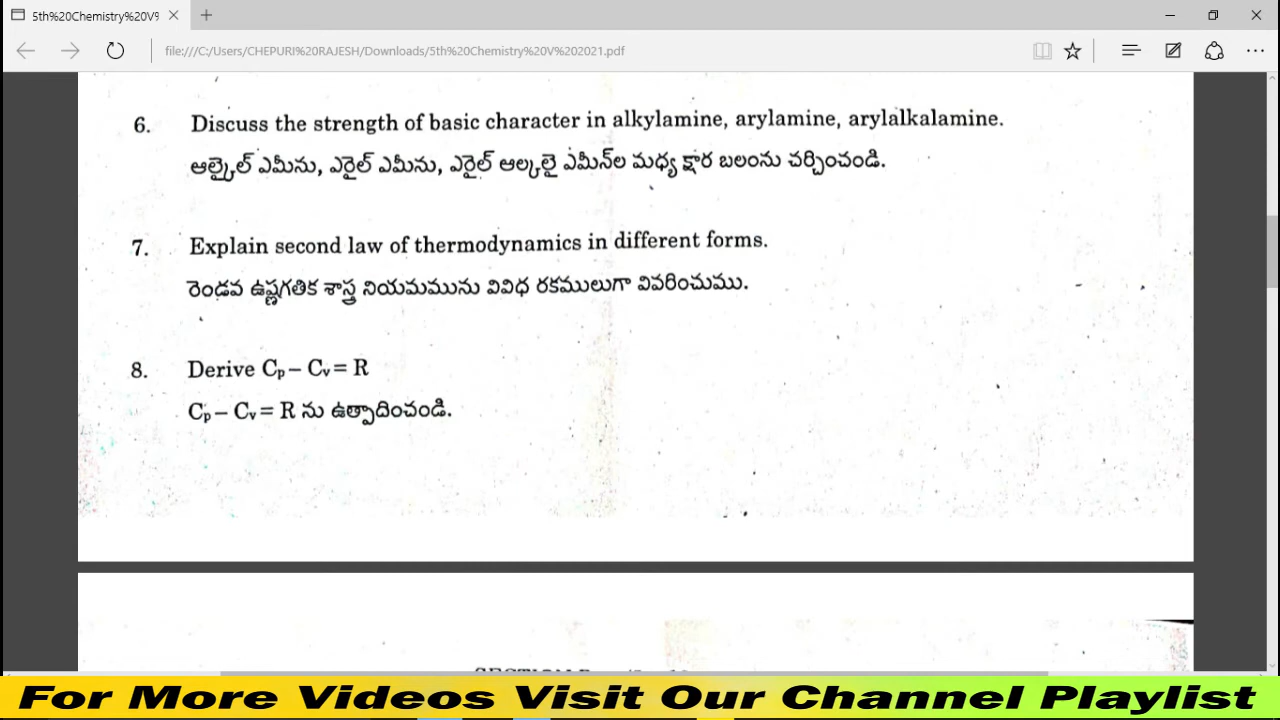 5th%20Chemistry%20V%
file:///C:/Users/CHEPURI%20RAJESH/Downloads/5th%20Chemistry%20V%202021.pdf
6. Discuss the strength of basic character in alkylamine, arylamine, arylalkalamine.
ఆల్కైల్ ఎమీను, ఎరైల్ ఎమీను, ఎరైల్ ఆల్కలై ఎమీన్‌ల మధ్య క్షార బలంను చర్చించండి.
7. Explain second law of thermodynamics in different forms.
రెండవ ఉష్ణగతిక శాస్త్ర నియమమును వివిధ రకములుగా వివరించుము.
8. Derive Cp – Cv = R
Cp – Cv = R ను ఉత్పాదించండి.
For More Videos Visit Our Channel Playlist